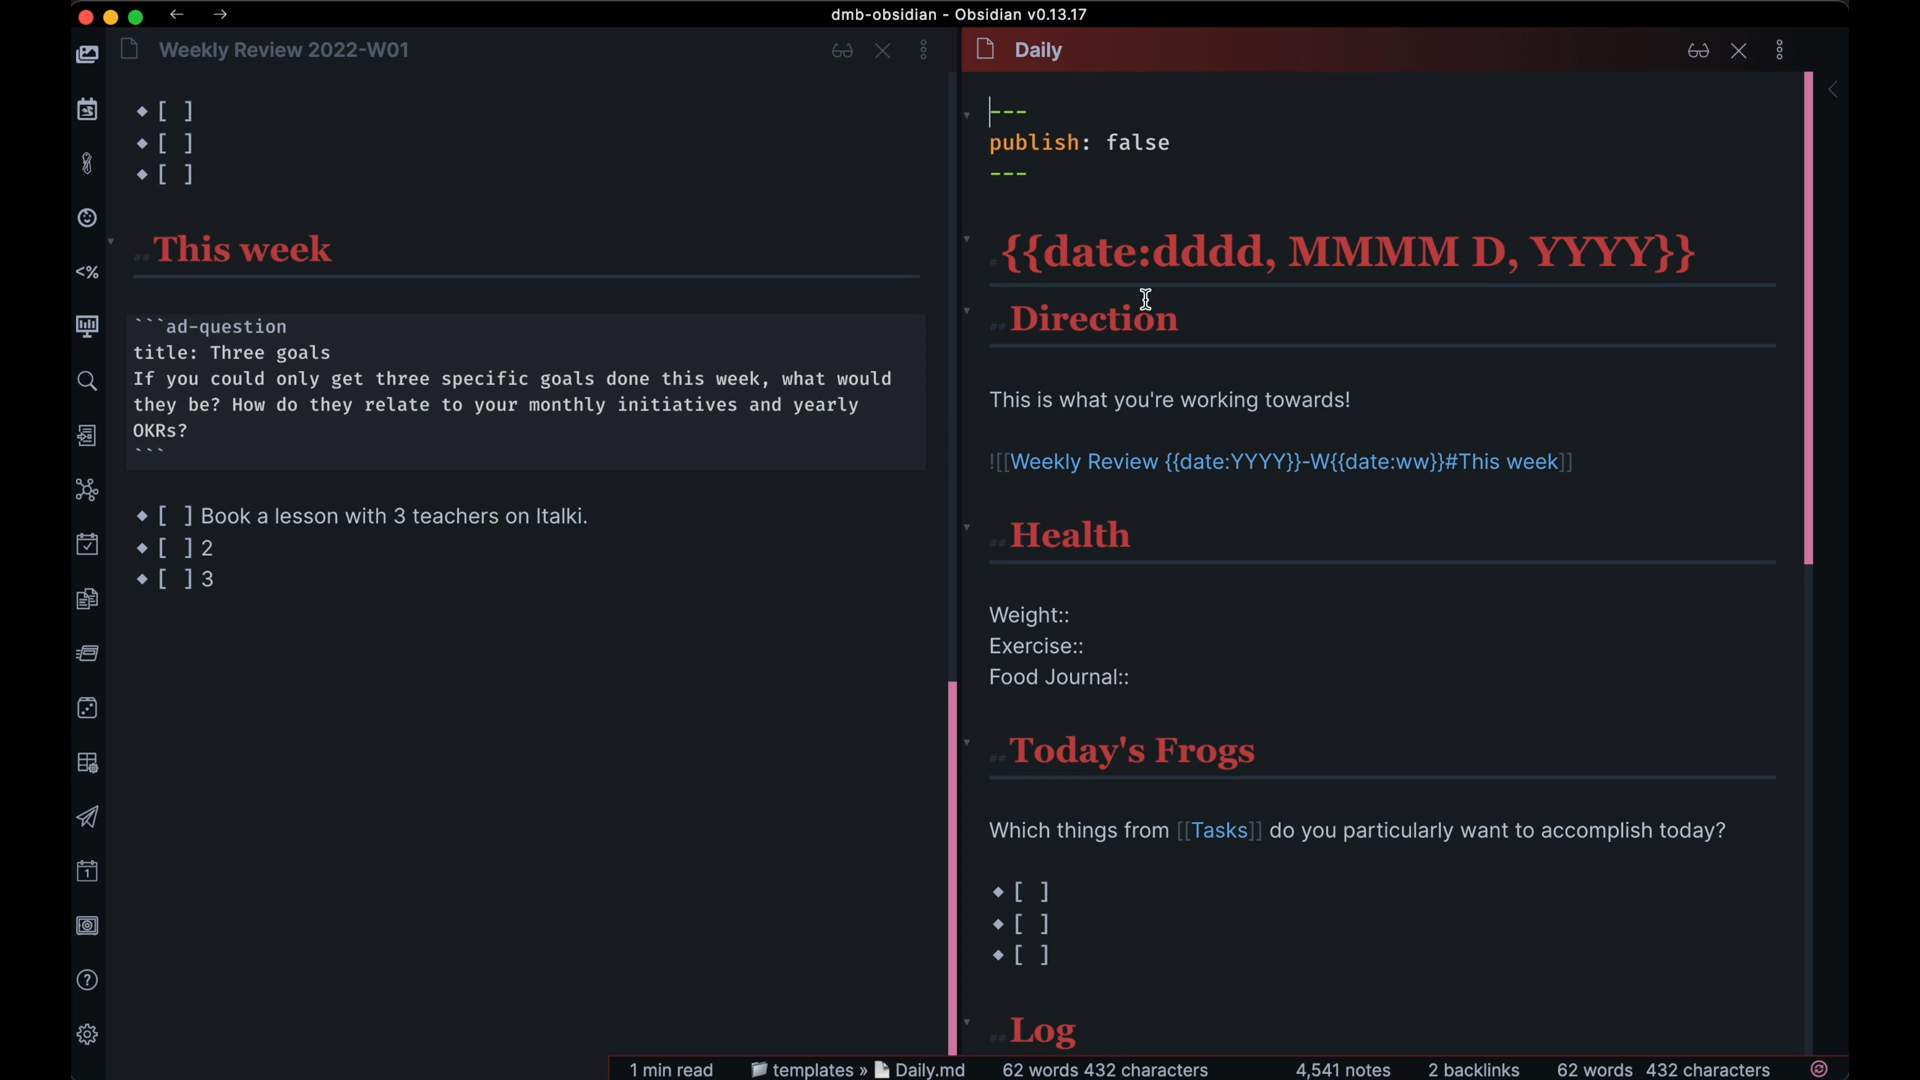 dmb-obsidian - Obsidian v0.13.17
Weekly Review 2022-W01
[ ]
[ ]
[ ]
## This week
```ad-question
title: Three goals
If you could only get three specific goals done this week, what would
they be? How do they relate to your monthly initiatives and yearly
OKRs?
```
[ ] Book a lesson with 3 teachers on Italki.
[ ] 2
[ ] 3
Daily
---
publish: false
---
# {{date:dddd, MMMM D, YYYY}}
## Direction
This is what you're working towards!
![[Weekly Review {{date:YYYY}}-W{{date:ww}}#This week]]
## Health
Weight::
Exercise::
Food Journal::
## Today's Frogs
Which things from [[Tasks]] do you particularly want to accomplish today?
[ ]
[ ]
[ ]
## Log
1 min read templates » Daily.md 62 words 432 characters 4,541 notes 2 backlinks 62 words 432 characters